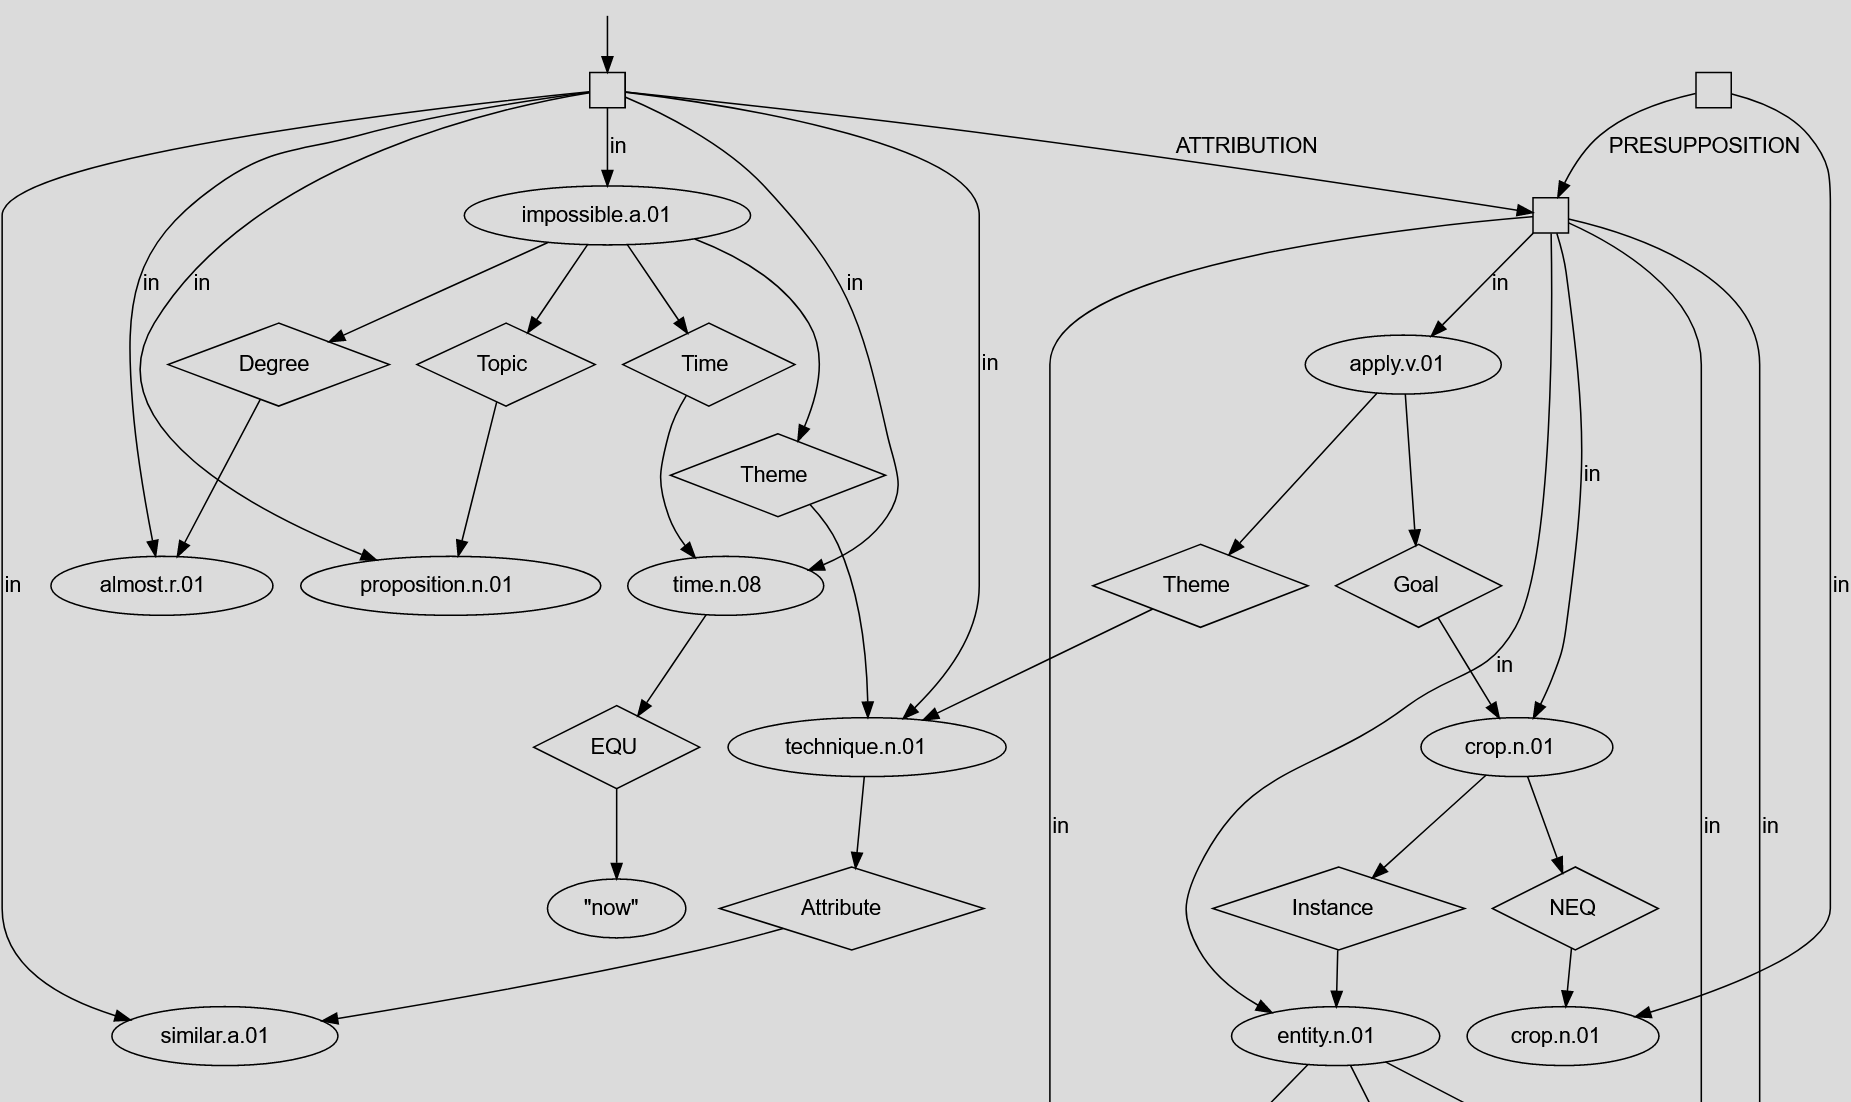 in
ATTRIBUTION
PRESUPPOSITION
impossible.a.01
in
in
in
in
Degree
Topic
Time
in
apply.v.01
Theme
in
in
almost.r.01
proposition.n.01
time.n.08
Theme
Goal
in
in
EQU
technique.n.01
crop.n.01
in
in
in
"now"
Attribute
Instance
NEQ
similar.a.01
entity.n.01
crop.n.01